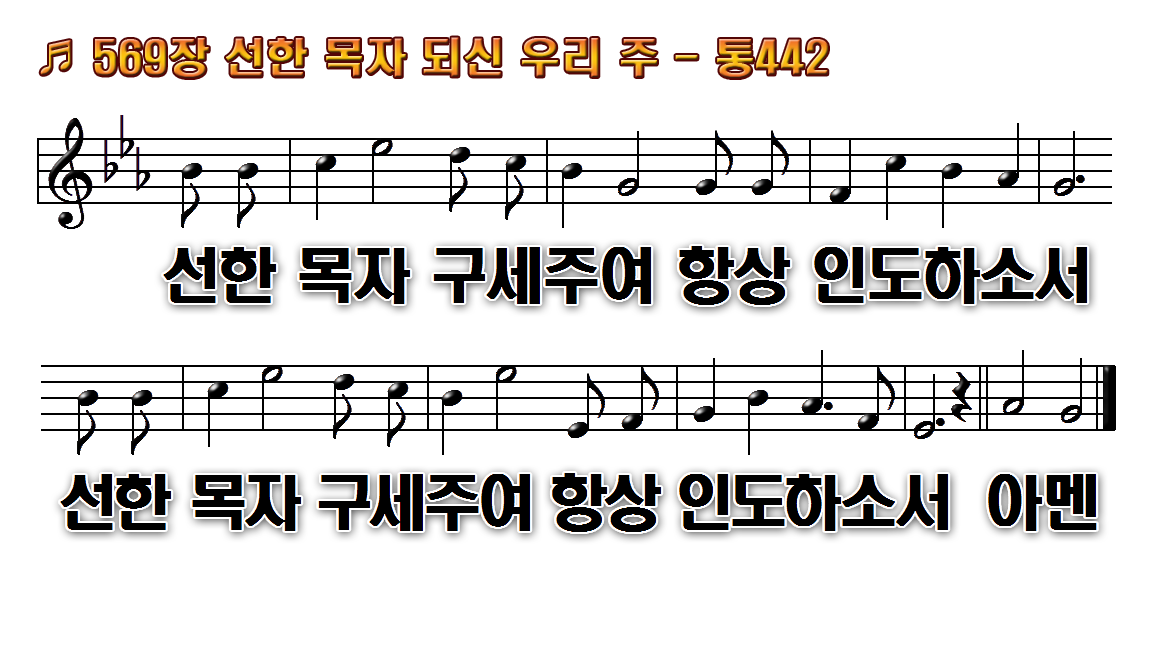 ♬ 569장 선한 목자 되신 우리 주 - 통442
선한 목자 구세주여 항상 인도하소서
선한 목자 구세주여 항상 인도하소서 아멘